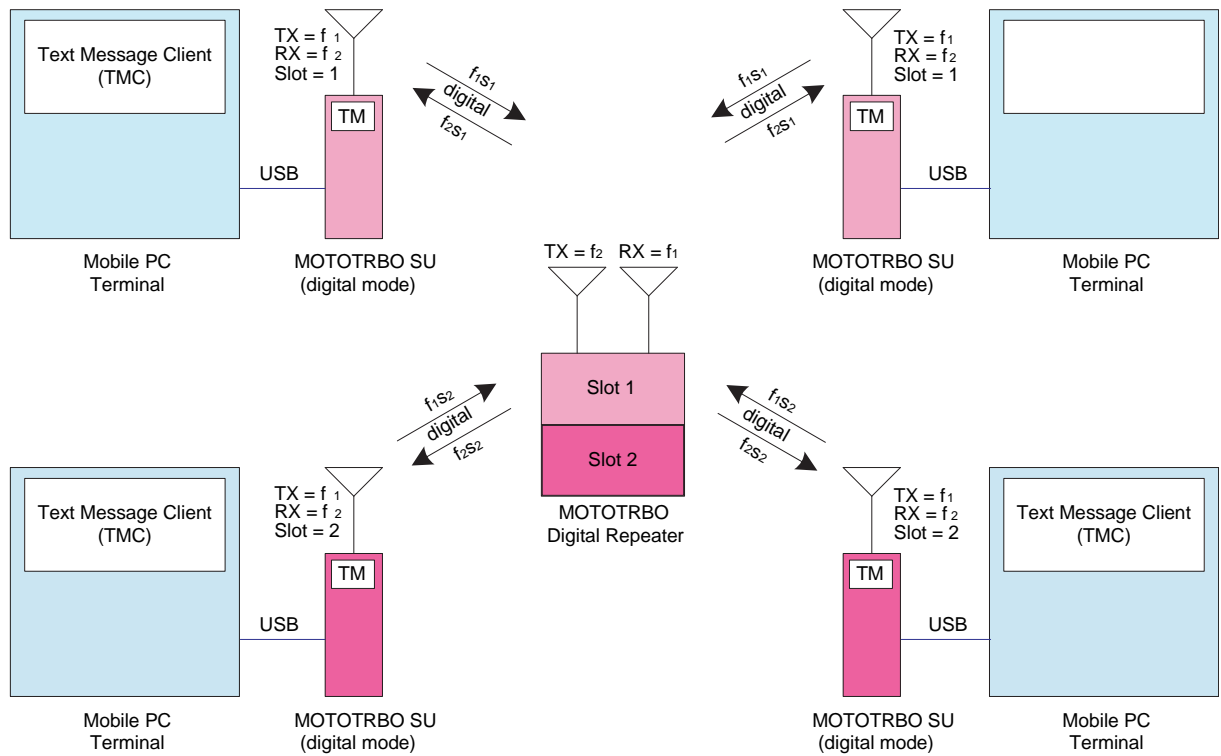 Text Message Client
(TMC)
TX = f 1
RX = f 2
Slot = 1
TM
USB
Mobile PC
Terminal
MOTOTRBO SU
(digital mode)
f1s1
digital
f2s1
f1s1
digital
f2s1
TX = f1
RX = f2
Slot = 1
TM
USB
MOTOTRBO SU
(digital mode)
Mobile PC
Terminal
TX = f2
RX = f1
Slot 1
Slot 2
MOTOTRBO
Digital Repeater
Text Message Client
(TMC)
TX = f 1
RX = f 2
Slot = 2
TM
USB
Mobile PC
Terminal
MOTOTRBO SU
(digital mode)
f1s2
digital
f2s2
f1s2
digital
f2s2
TX = f1
RX = f2
Slot = 2
TM
USB
Text Message Client
(TMC)
MOTOTRBO SU
(digital mode)
Mobile PC
Terminal